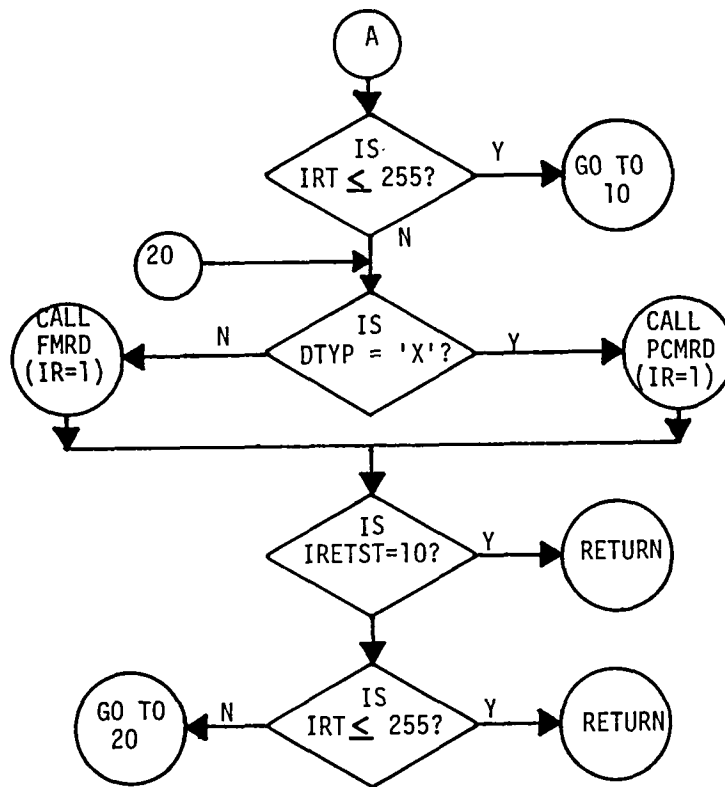 A
IS
IRT ≤ 255?
Y
GO TO
10
N
20
CALL
FMRD
(IR=1)
N
IS
DTYP = 'X'?
Y
CALL
PCMRD
(IR=1)
IS
IRETST=10?
Y
RETURN
GO TO
20
N
IS
IRT ≤ 255?
Y
RETURN